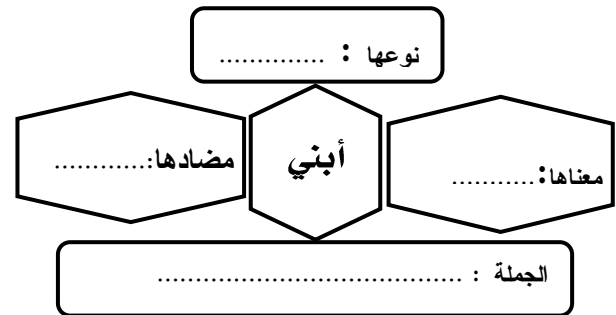 نوعها : ..............
أبني
معناها:...........
مضادها:............
الجملة : .....................................